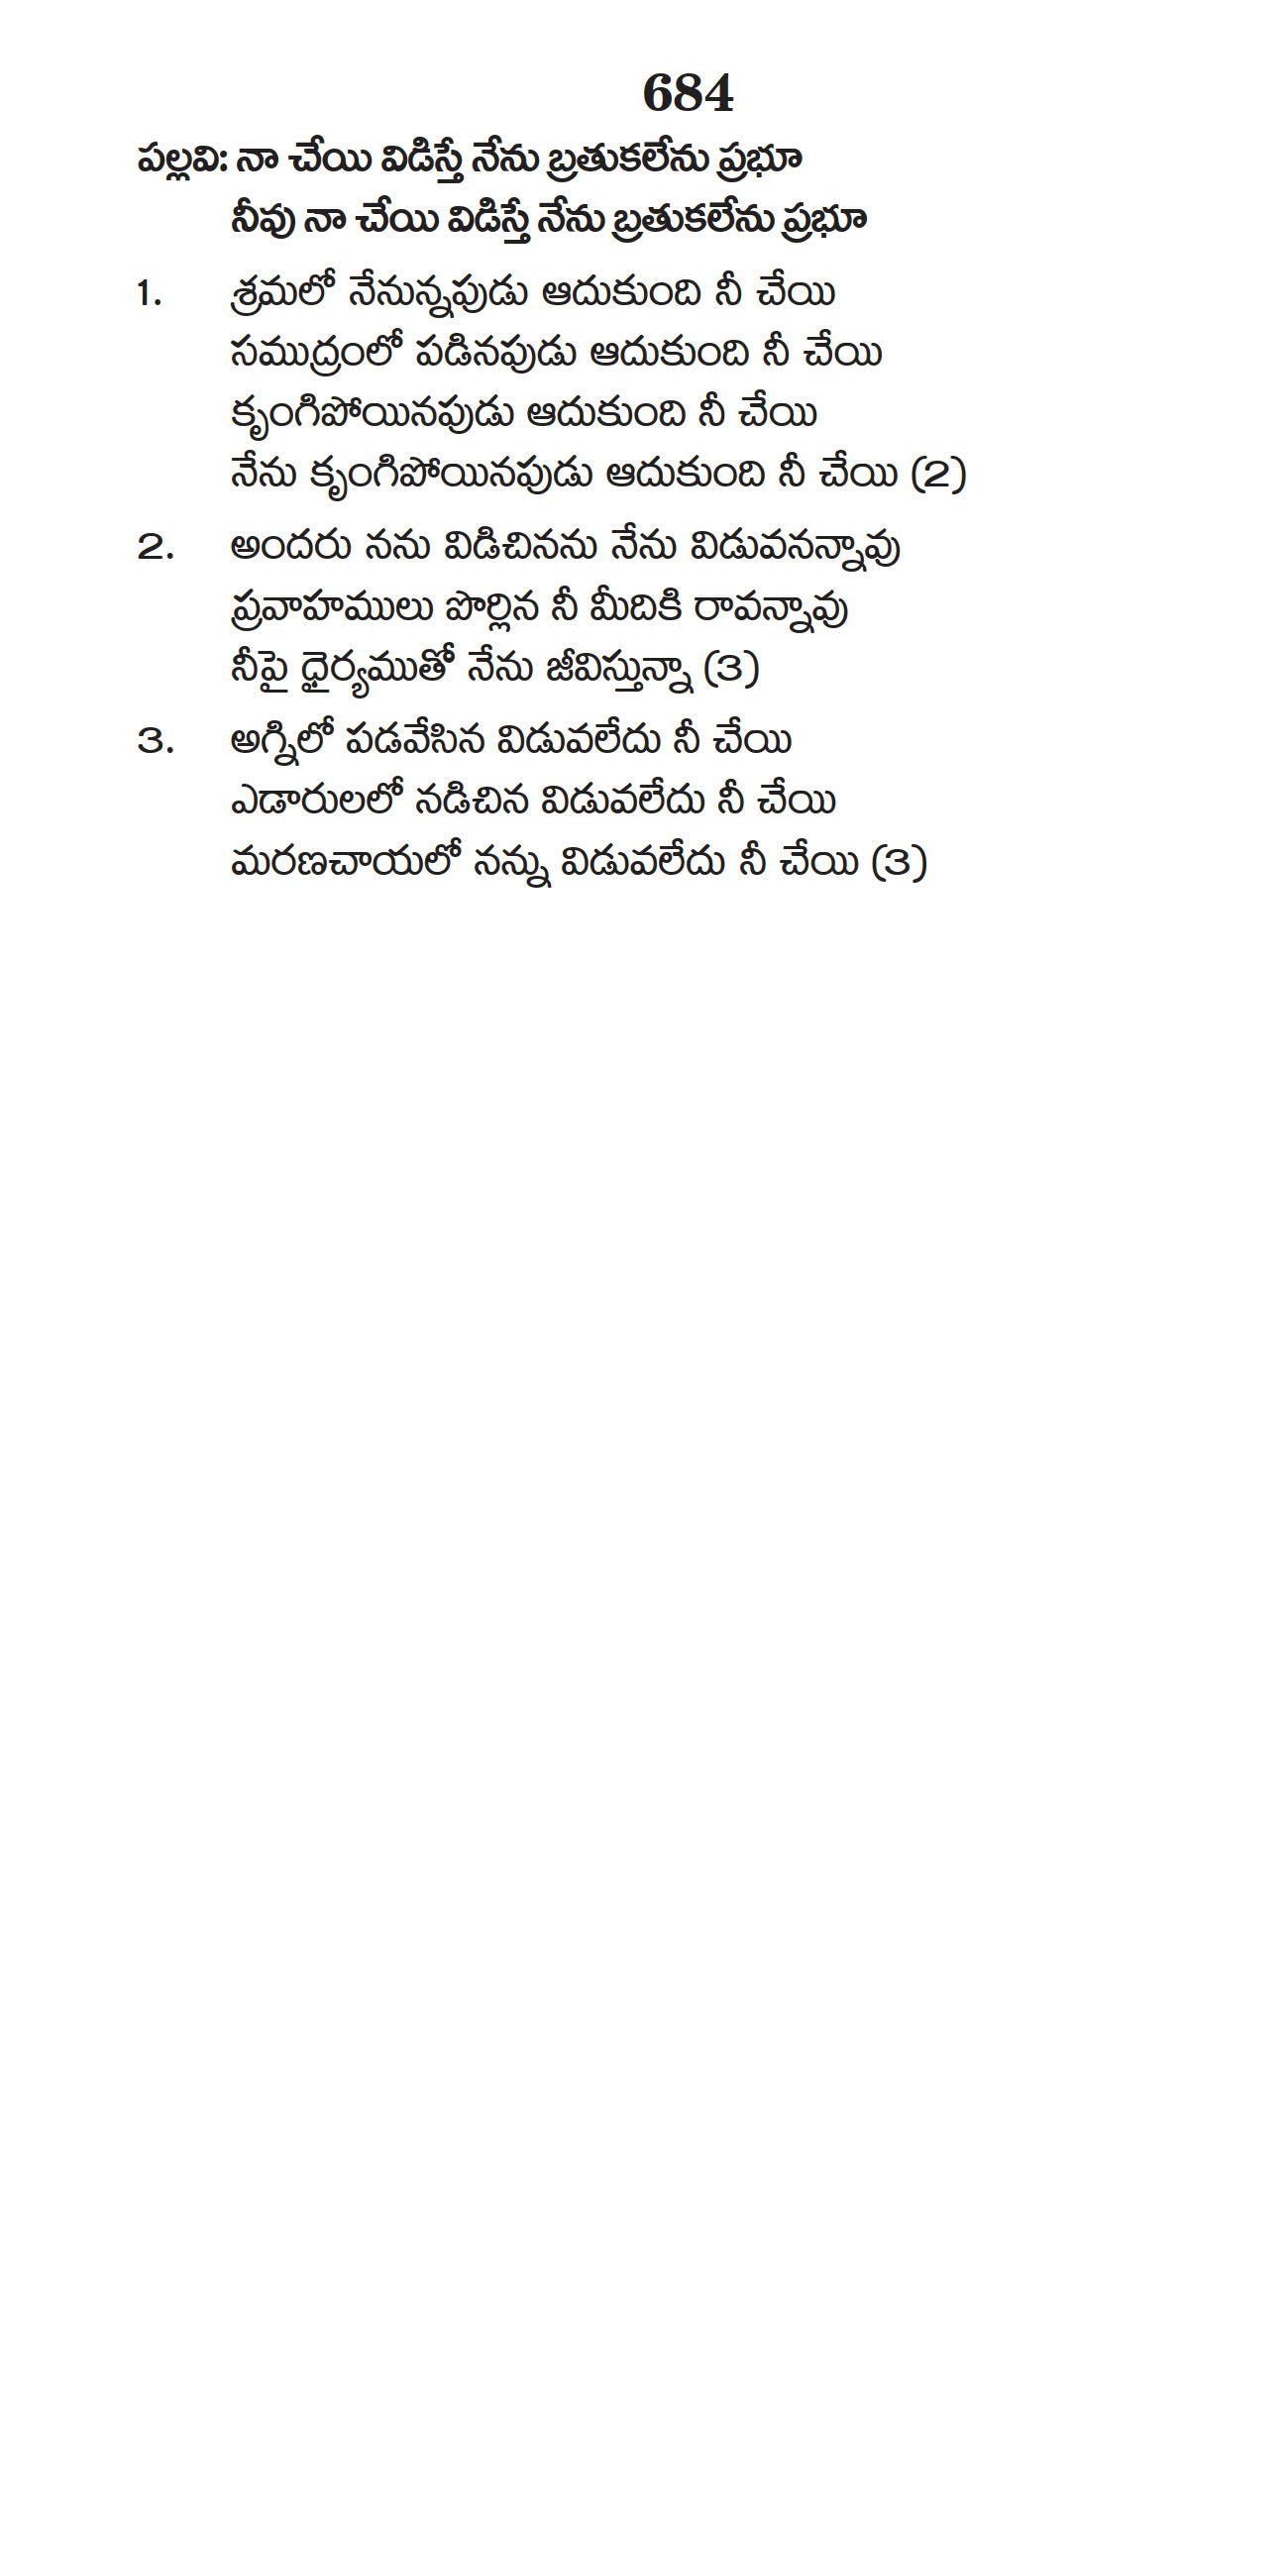 684
పల్లవి: నా చేయి విడిస్తే నేను బ్రతుకలేను ప్రభూ
నీవు నా చేయి విడిస్తే నేను బ్రతుకలేను ప్రభూ
1. శ్రమలో నేనున్నపుడు ఆదుకుంది నీ చేయి
సముద్రంలో పడినపుడు ఆదుకుంది నీ చేయి
కృంగిపోయినపుడు ఆదుకుంది నీ చేయి
నేను కృంగిపోయినపుడు ఆదుకుంది నీ చేయి (2)
2. అందరు నను విడిచినను నేను విడువనన్నావు
ప్రవాహములు పొర్లిన నీ మీదికి రావన్నావు
నీపై ధైర్యముతో నేను జీవిస్తున్నా (3)
3. అగ్నిలో పడవేసిన విడువలేదు నీ చేయి
ఎడారులలో నడిచిన విడువలేదు నీ చేయి
మరణచాయలో నన్ను విడువలేదు నీ చేయి (3)